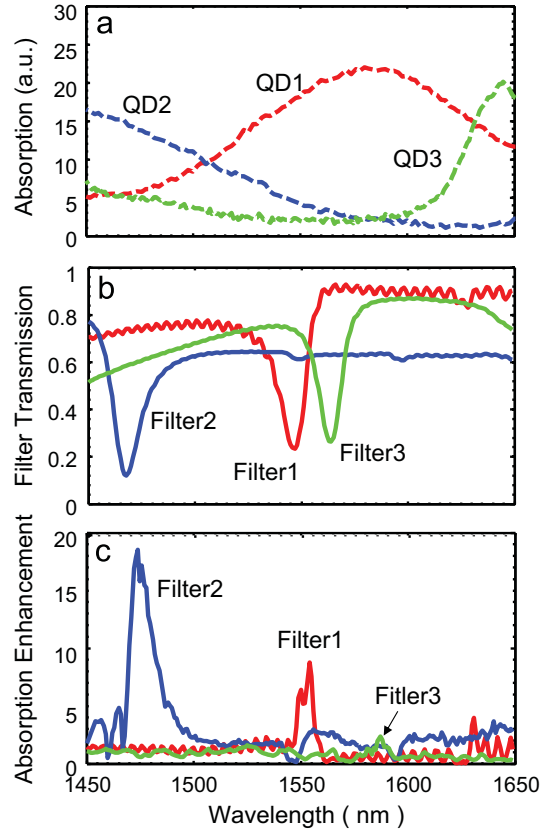 a
Absorption (a.u.)
30
25
20
15
10
5
0
QD2
QD1
QD3
b
Filter Transmission
1
0.8
0.6
0.4
0.2
0
Filter2
Filter1
Filter3
c
Absorption Enhancement
20
15
10
5
0
Filter2
Filter1
Fitler3
1450 1500 1550 1600 1650
Wavelength ( nm )